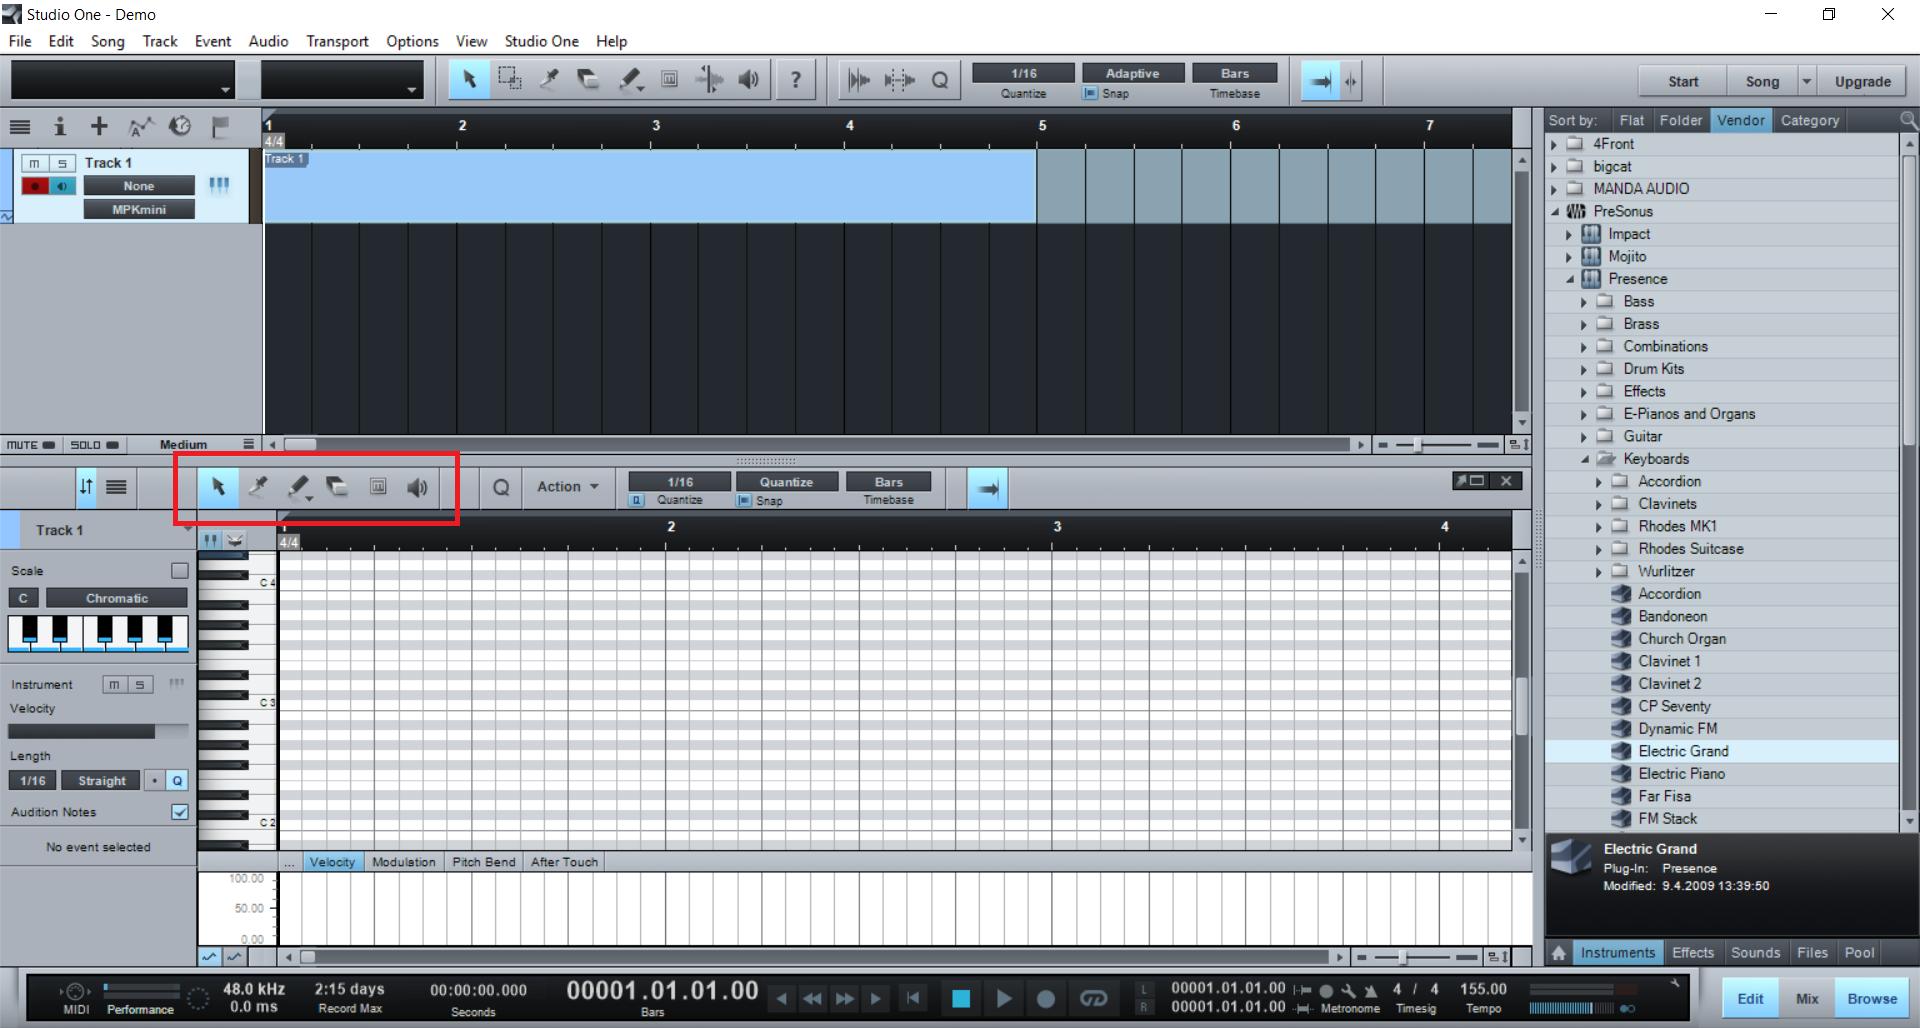 Studio One - Demo
File Edit Song Track Event Audio Transport Options View Studio One Help
1/16 Quantize
Adaptive Snap
Bars Timebase
Start Song Upgrade
1 2 3 4 5 6 7
4/4
m s Track 1
None
MPKmini
Track 1
MUTE SOLO Medium
Q Action
1/16 Quantize
Quantize Snap
Bars Timebase
Track 1
1 2 3 4
4/4
Scale
C Chromatic
C 4
C 3
C 2
Instrument m s
Velocity
Length
1/16 Straight Q
Audition Notes
No event selected
... Velocity Modulation Pitch Bend After Touch
100.00
50.00
0.00
Sort by: Flat Folder Vendor Category
4Front
bigcat
MANDA AUDIO
PreSonus
Impact
Mojito
Presence
Bass
Brass
Combinations
Drum Kits
Effects
E-Pianos and Organs
Guitar
Keyboards
Accordion
Clavinets
Rhodes MK1
Rhodes Suitcase
Wurlitzer
Accordion
Bandoneon
Church Organ
Clavinet 1
Clavinet 2
CP Seventy
Dynamic FM
Electric Grand
Electric Piano
Far Fisa
FM Stack
Electric Grand
Plug-In: Presence
Modified: 9.4.2009 13:39:50
Instruments Effects Sounds Files Pool
MIDI Performance
48.0 kHz
0.0 ms
2:15 days
Record Max
00:00:00.000
Seconds
00001.01.01.00
Bars
L 00001.01.01.00
R 00001.01.01.00
Metronome
4 / 4
Timesig
155.00
Tempo
Edit Mix Browse